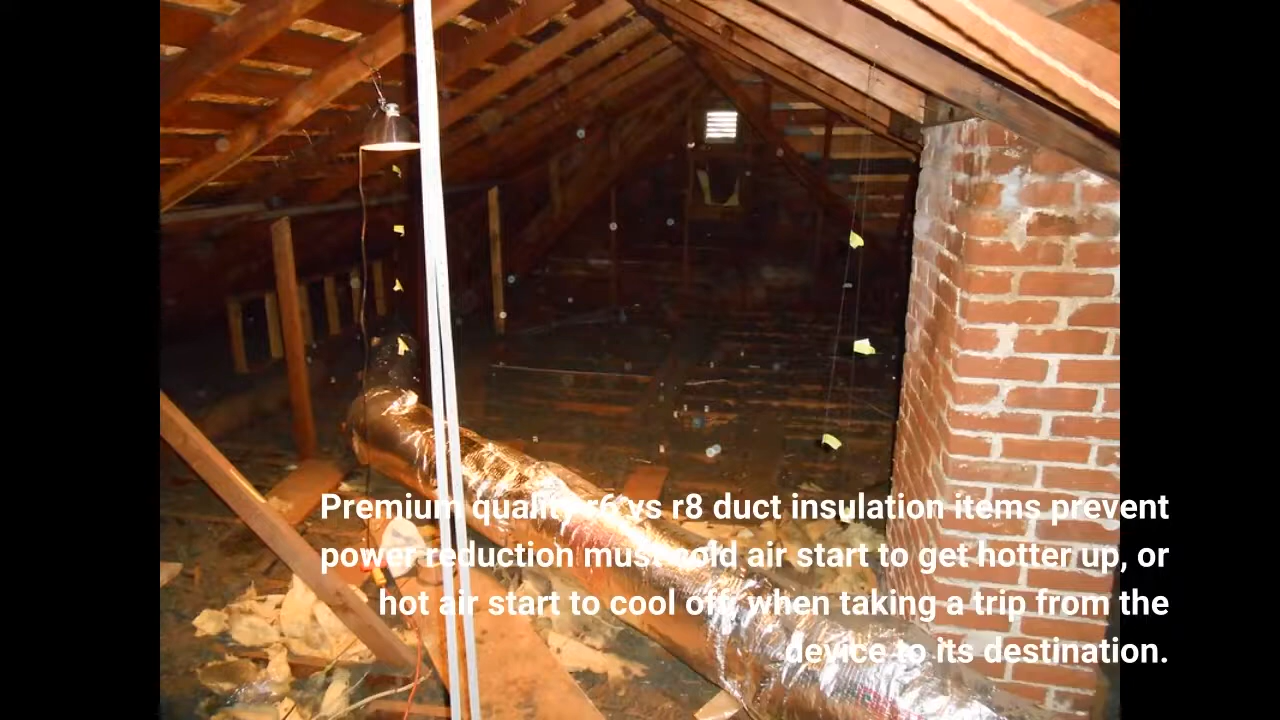 Premium quality r6 vs r8 duct insulation items prevent
power reduction must cold air start to get hotter up, or
hot air start to cool off, when taking a trip from the
device to its destination.